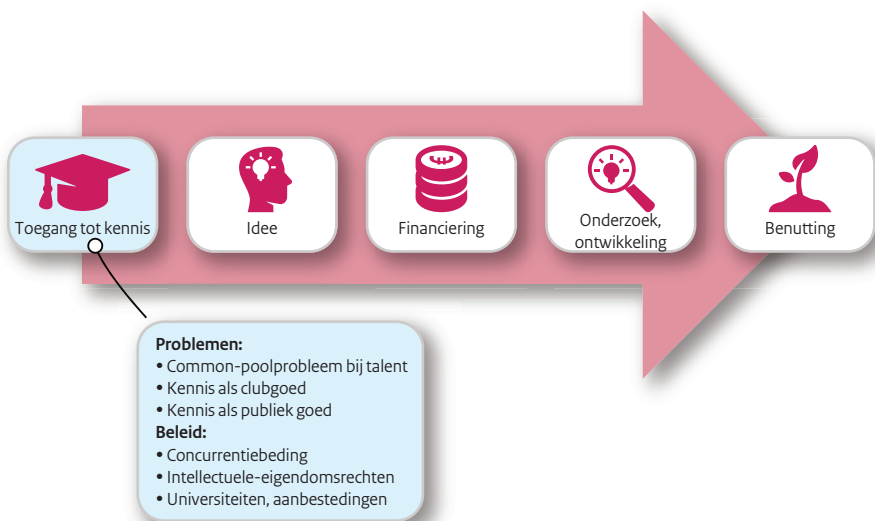 Toegang tot kennis
Idee
Financiering
Onderzoek,
ontwikkeling
Benutting
Problemen:
• Common-poolprobleem bij talent
• Kennis als clubgoed
• Kennis als publiek goed
Beleid:
• Concurrentiebeding
• Intellectuele-eigendomsrechten
• Universiteiten, aanbestedingen